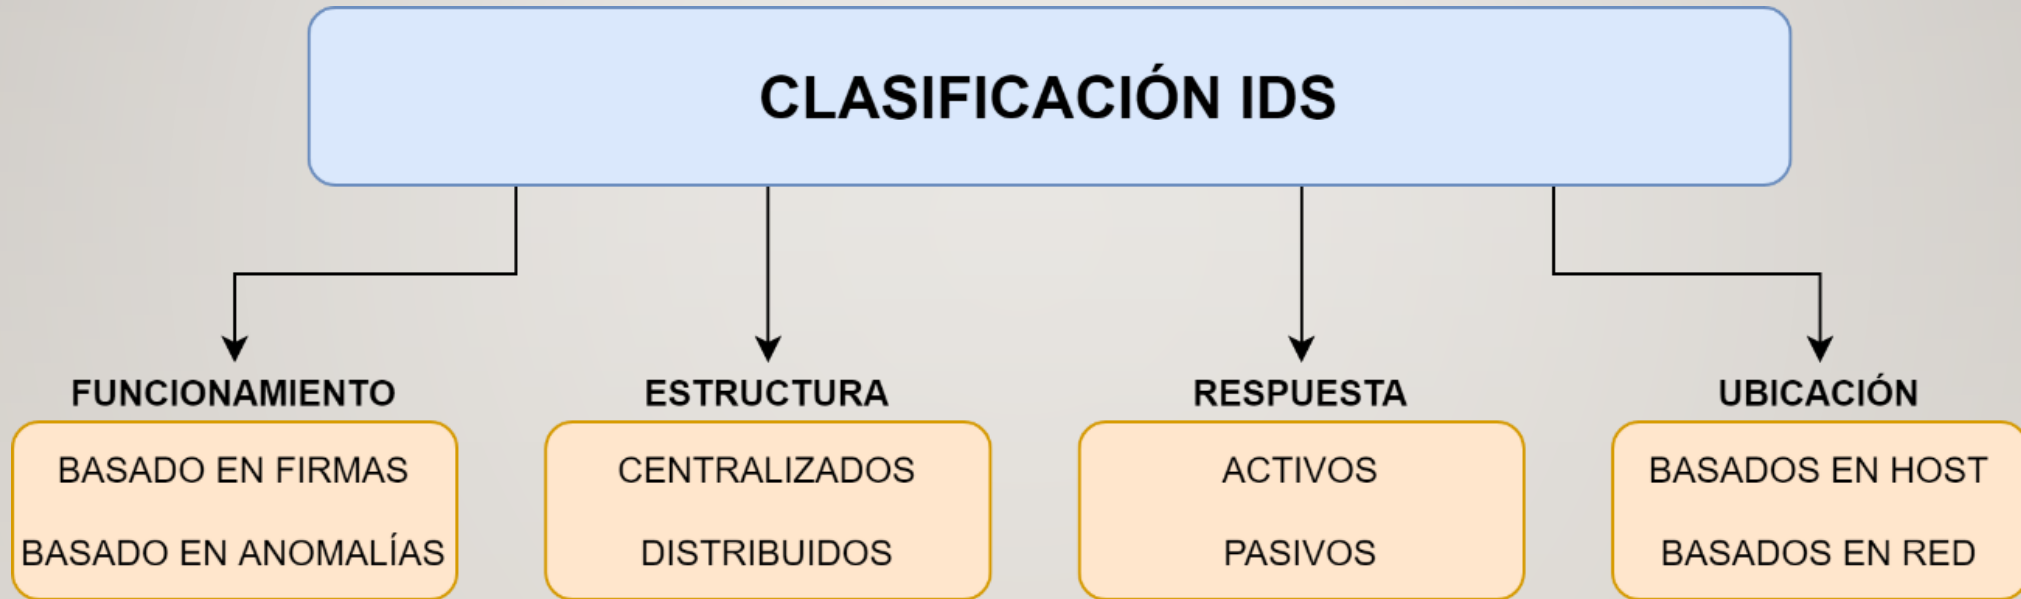 CLASIFICACIÓN IDS
FUNCIONAMIENTO
BASADO EN FIRMAS
BASADO EN ANOMALÍAS
ESTRUCTURA
CENTRALIZADOS
DISTRIBUIDOS
RESPUESTA
ACTIVOS
PASIVOS
UBICACIÓN
BASADOS EN HOST
BASADOS EN RED